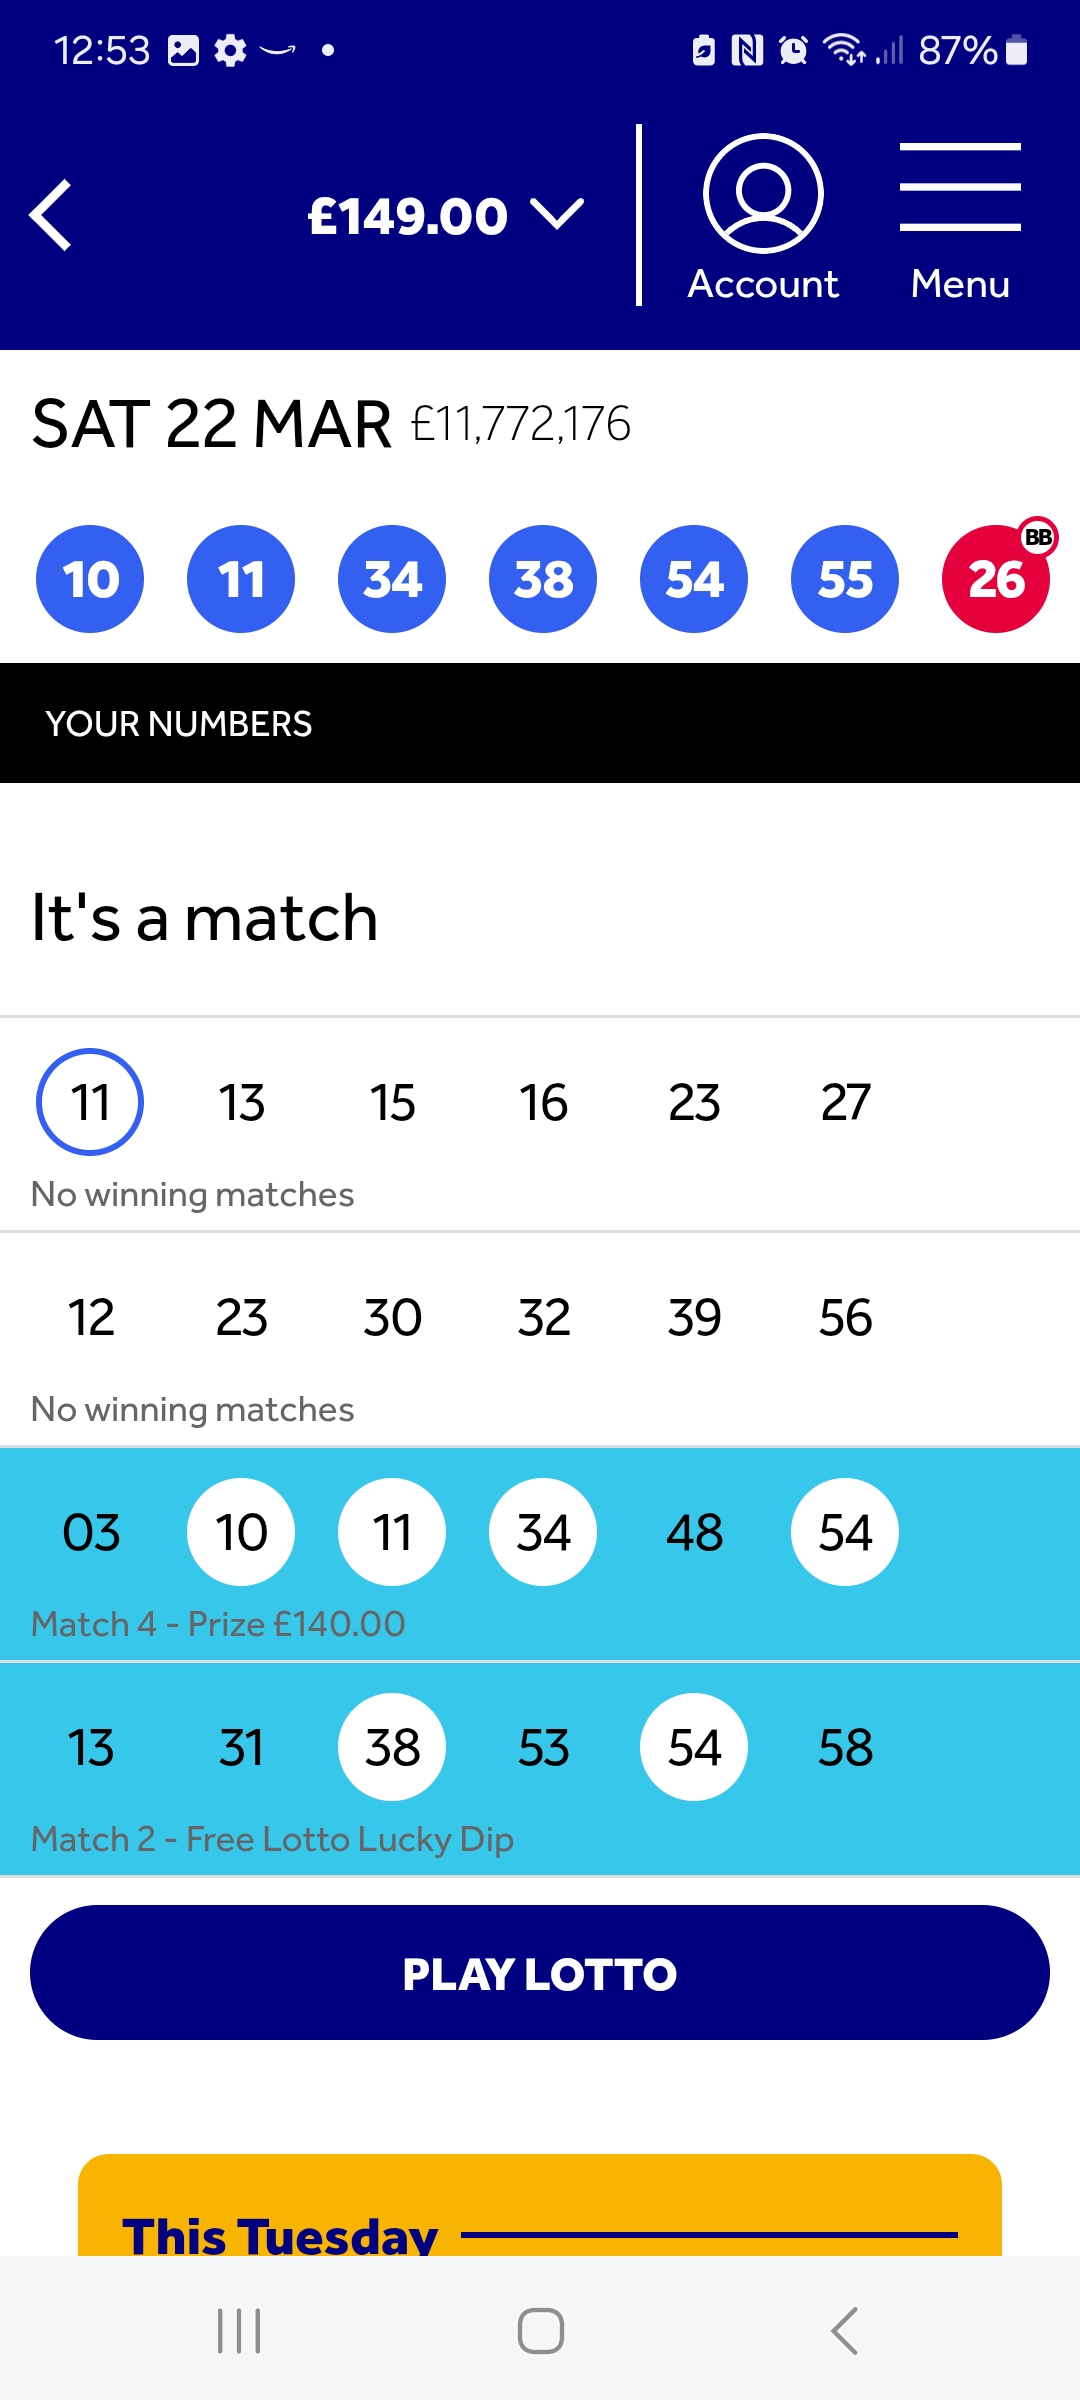 12:53 87%
£149.00
Account Menu
SAT 22 MAR £11,772,176
10 11 34 38 54 55 26 BB
YOUR NUMBERS
It's a match
11 13 15 16 23 27
No winning matches
12 23 30 32 39 56
No winning matches
03 10 11 34 48 54
Match 4 - Prize £140.00
13 31 38 53 54 58
Match 2 - Free Lotto Lucky Dip
PLAY LOTTO
This Tuesday